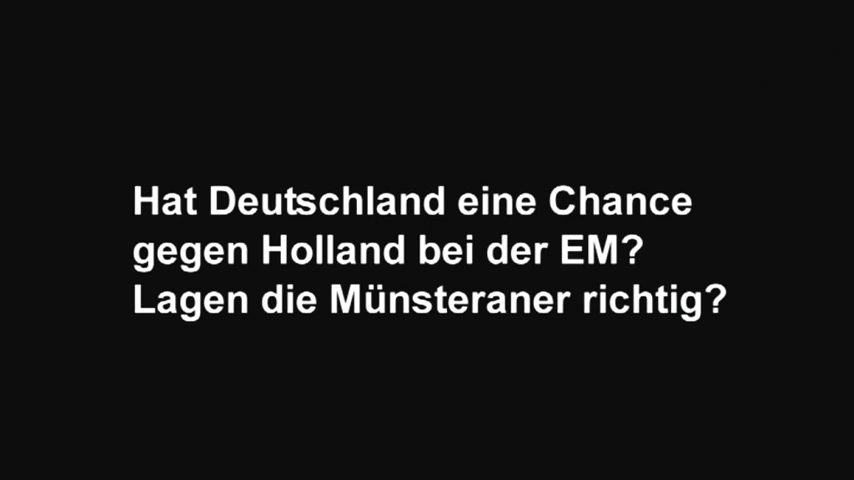 Hat Deutschland eine Chance
gegen Holland bei der EM?
Lagen die Münsteraner richtig?